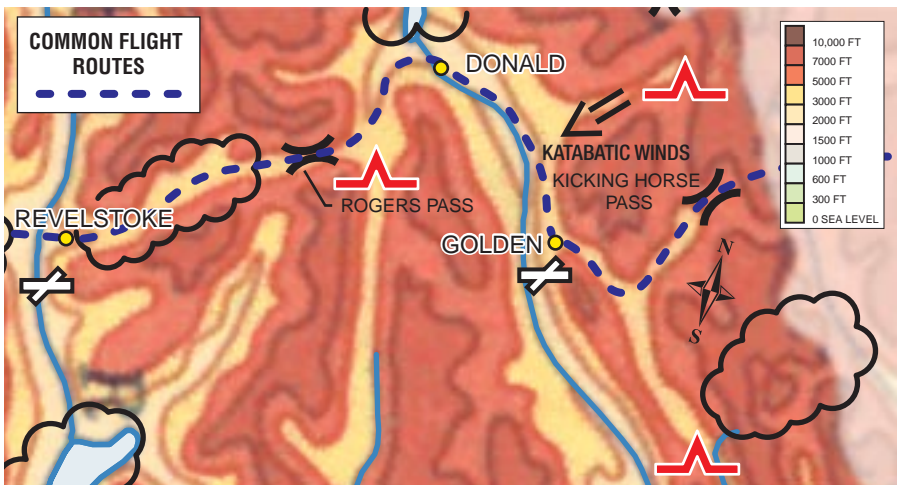 COMMON FLIGHT
ROUTES
DONALD
10,000 FT
7000 FT
5000 FT
3000 FT
2000 FT
1500 FT
1000 FT
600 FT
300 FT
0 SEA LEVEL
KATABATIC WINDS
KICKING HORSE
PASS
ROGERS PASS
REVELSTOKE
GOLDEN
N
S